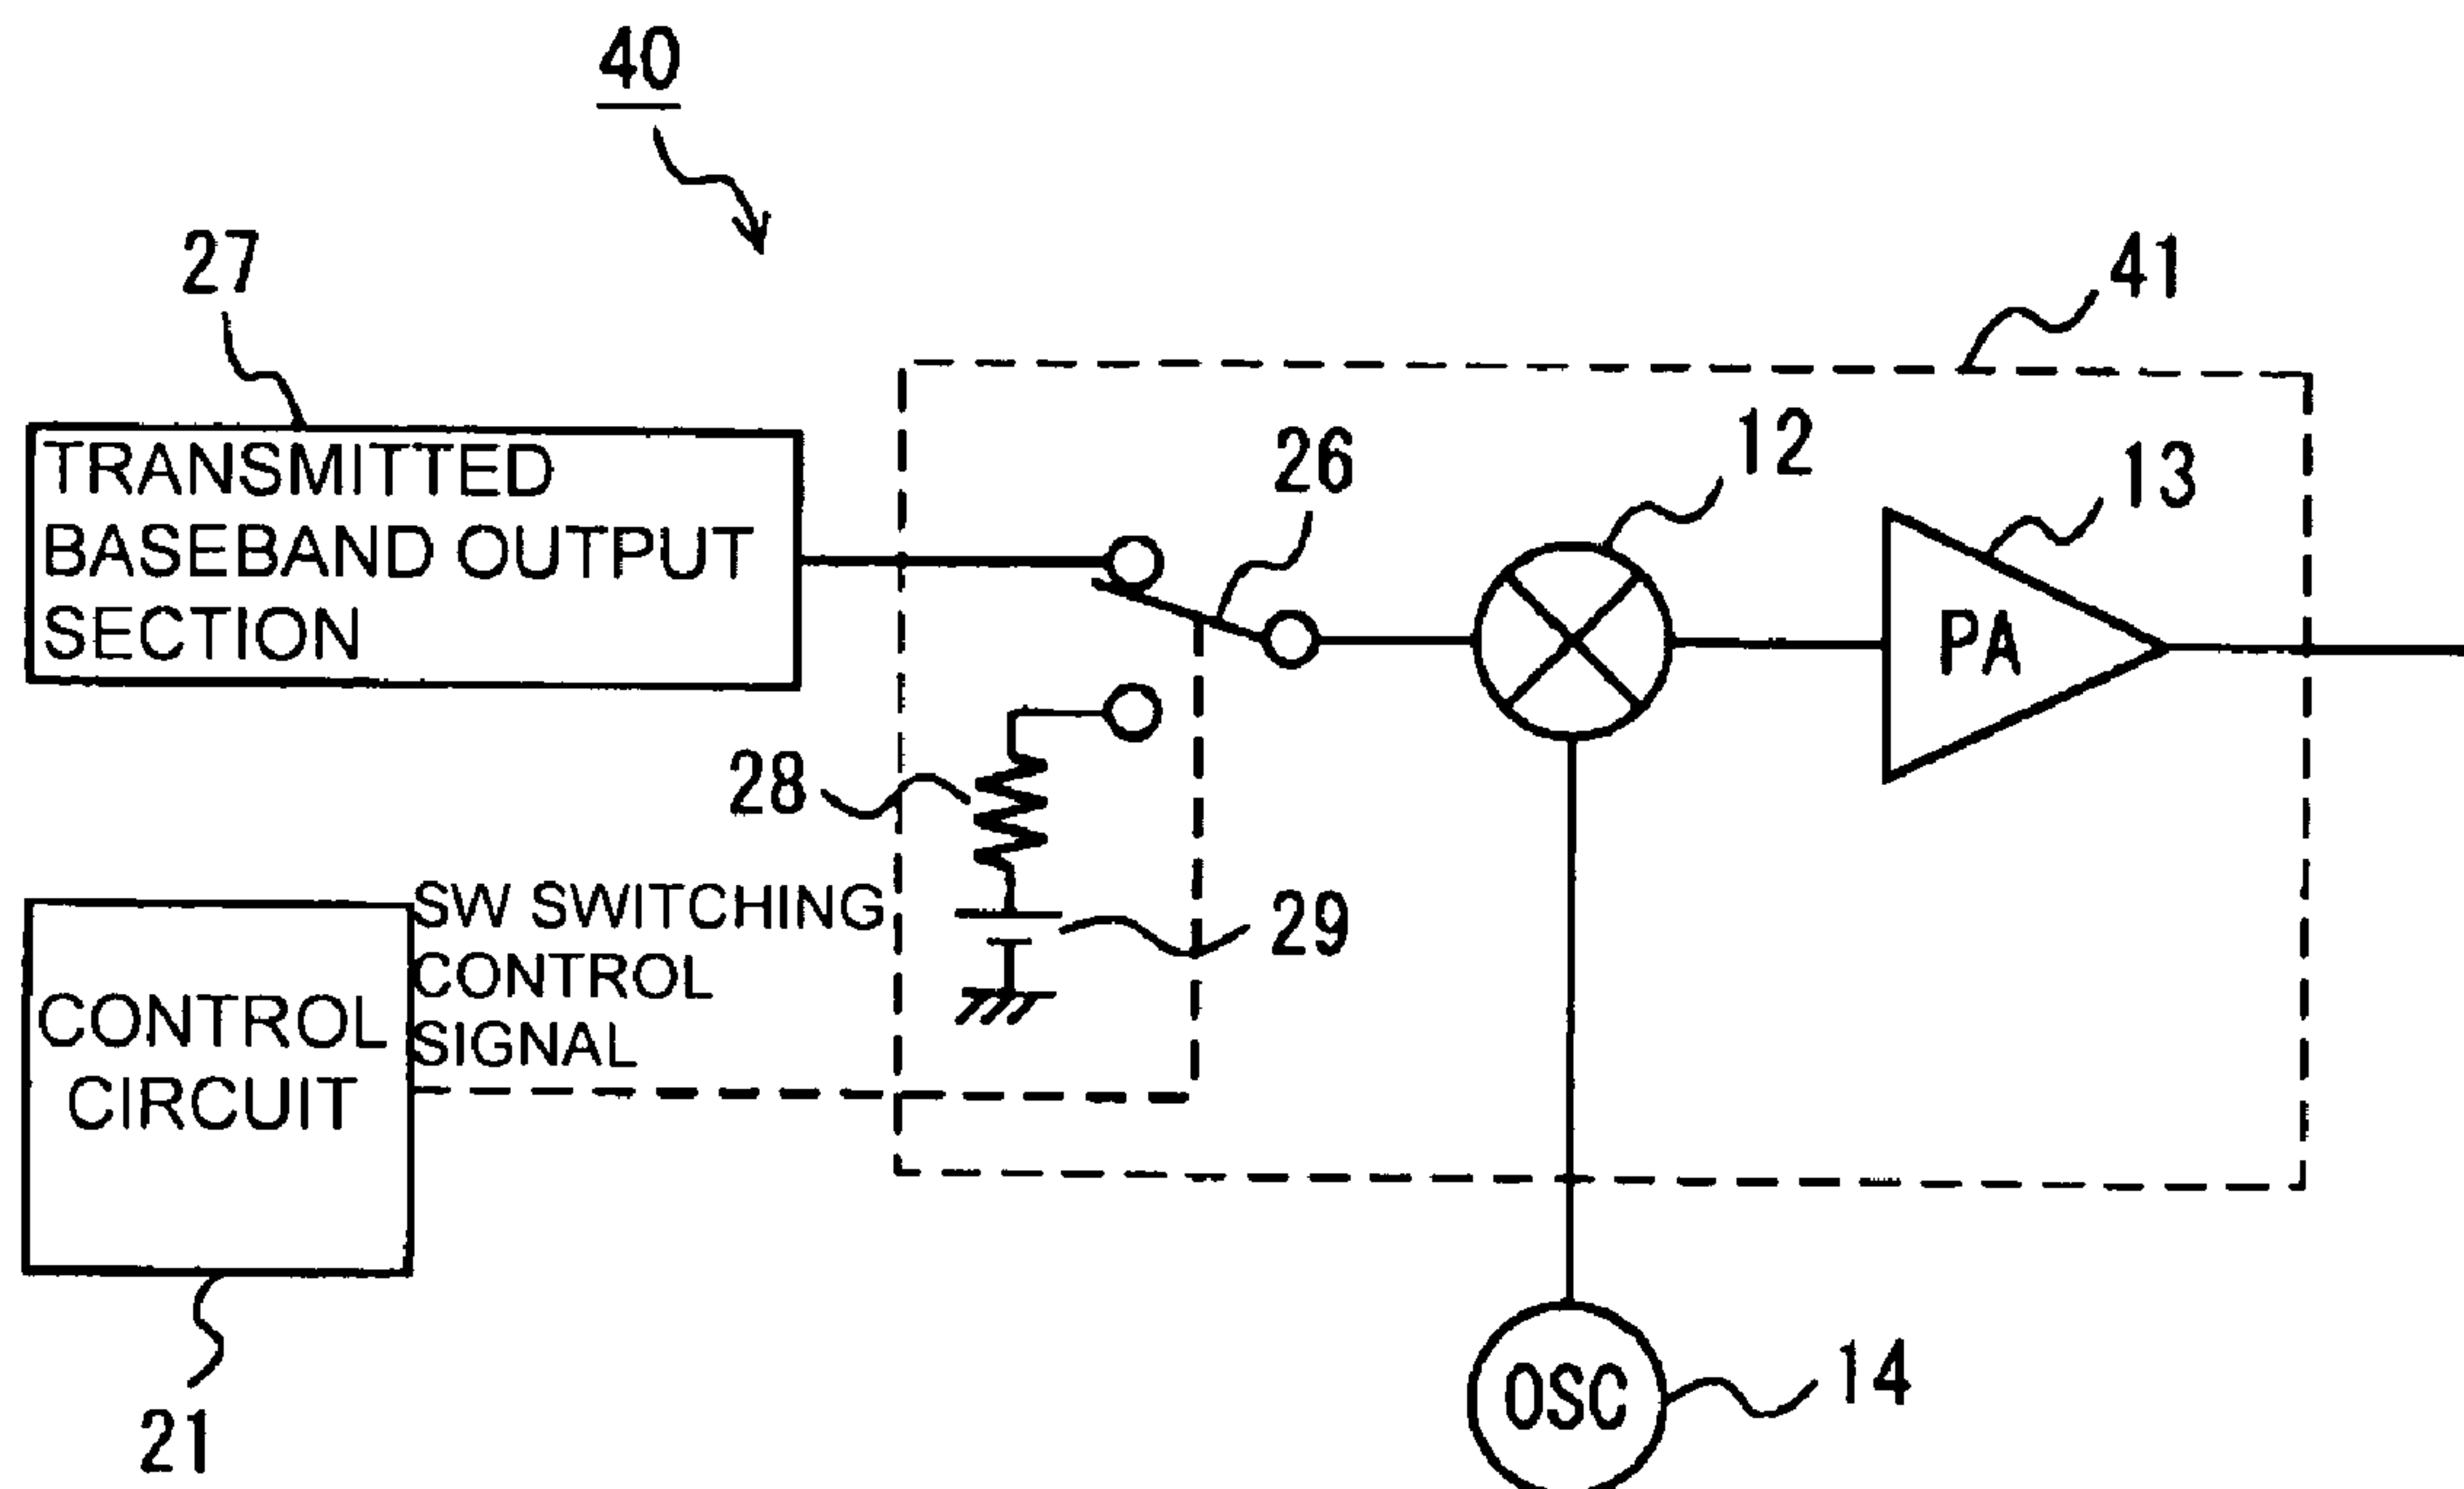 40
27
41
TRANSMITTED
BASEBAND OUTPUT
SECTION
26
12
13
PA
28
29
SW SWITCHING
CONTROL
SIGNAL
CONTROL
CIRCUIT
21
OSC
14